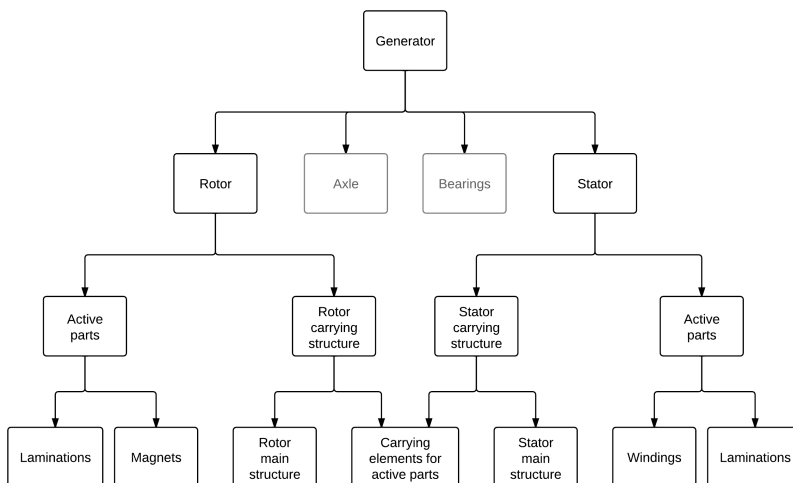 Generator
Rotor
Axle
Bearings
Stator
Active
parts
Rotor
carrying
structure
Stator
carrying
structure
Active
parts
Laminations
Magnets
Rotor
main
structure
Carrying
elements for
active parts
Stator
main
structure
Windings
Laminations